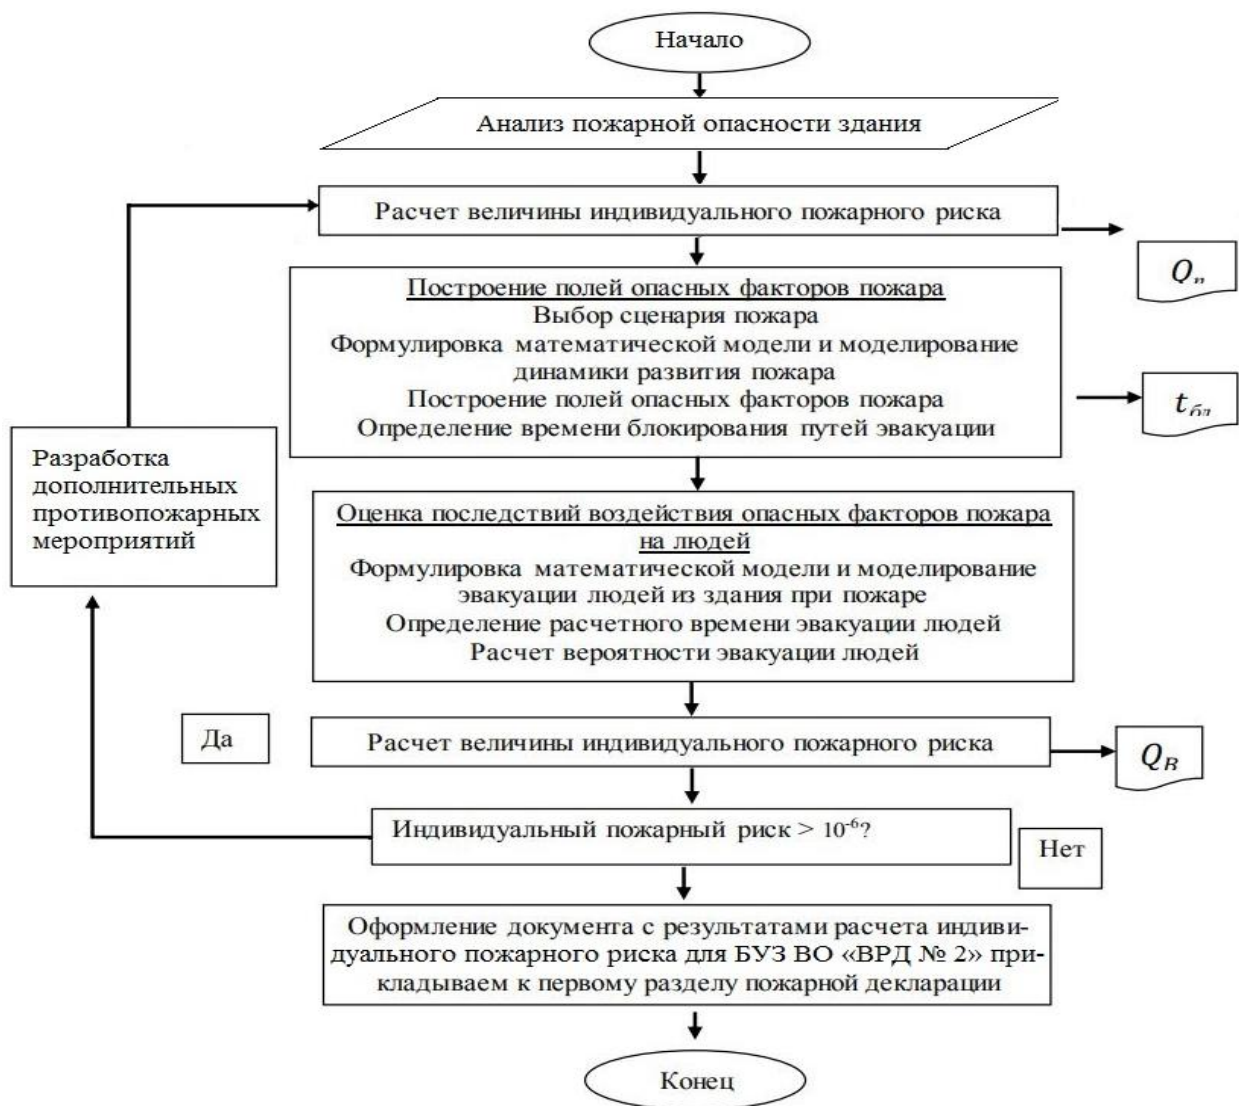 Начало
Анализ пожарной опасности здания
Расчет величины индивидуального пожарного риска
Построение полей опасных факторов пожара
Выбор сценария пожара
Формулировка математической модели и моделирование
динамики развития пожара
Построение полей опасных факторов пожара
Определение времени блокирования путей эвакуации
Разработка
дополнительных
противопожарных
мероприятий
Оценка последствий воздействия опасных факторов пожара
на людей
Формулировка математической модели и моделирование
эвакуации людей из здания при пожаре
Определение расчетного времени эвакуации людей
Расчет вероятности эвакуации людей
Да
Расчет величины индивидуального пожарного риска
Q_B
Индивидуальный пожарный риск > 10⁻⁶?
Нет
Оформление документа с результатами расчета индиви-
дуального пожарного риска для БУЗ ВО «ВРД № 2» при-
кладываем к первому разделу пожарной декларации
Конец